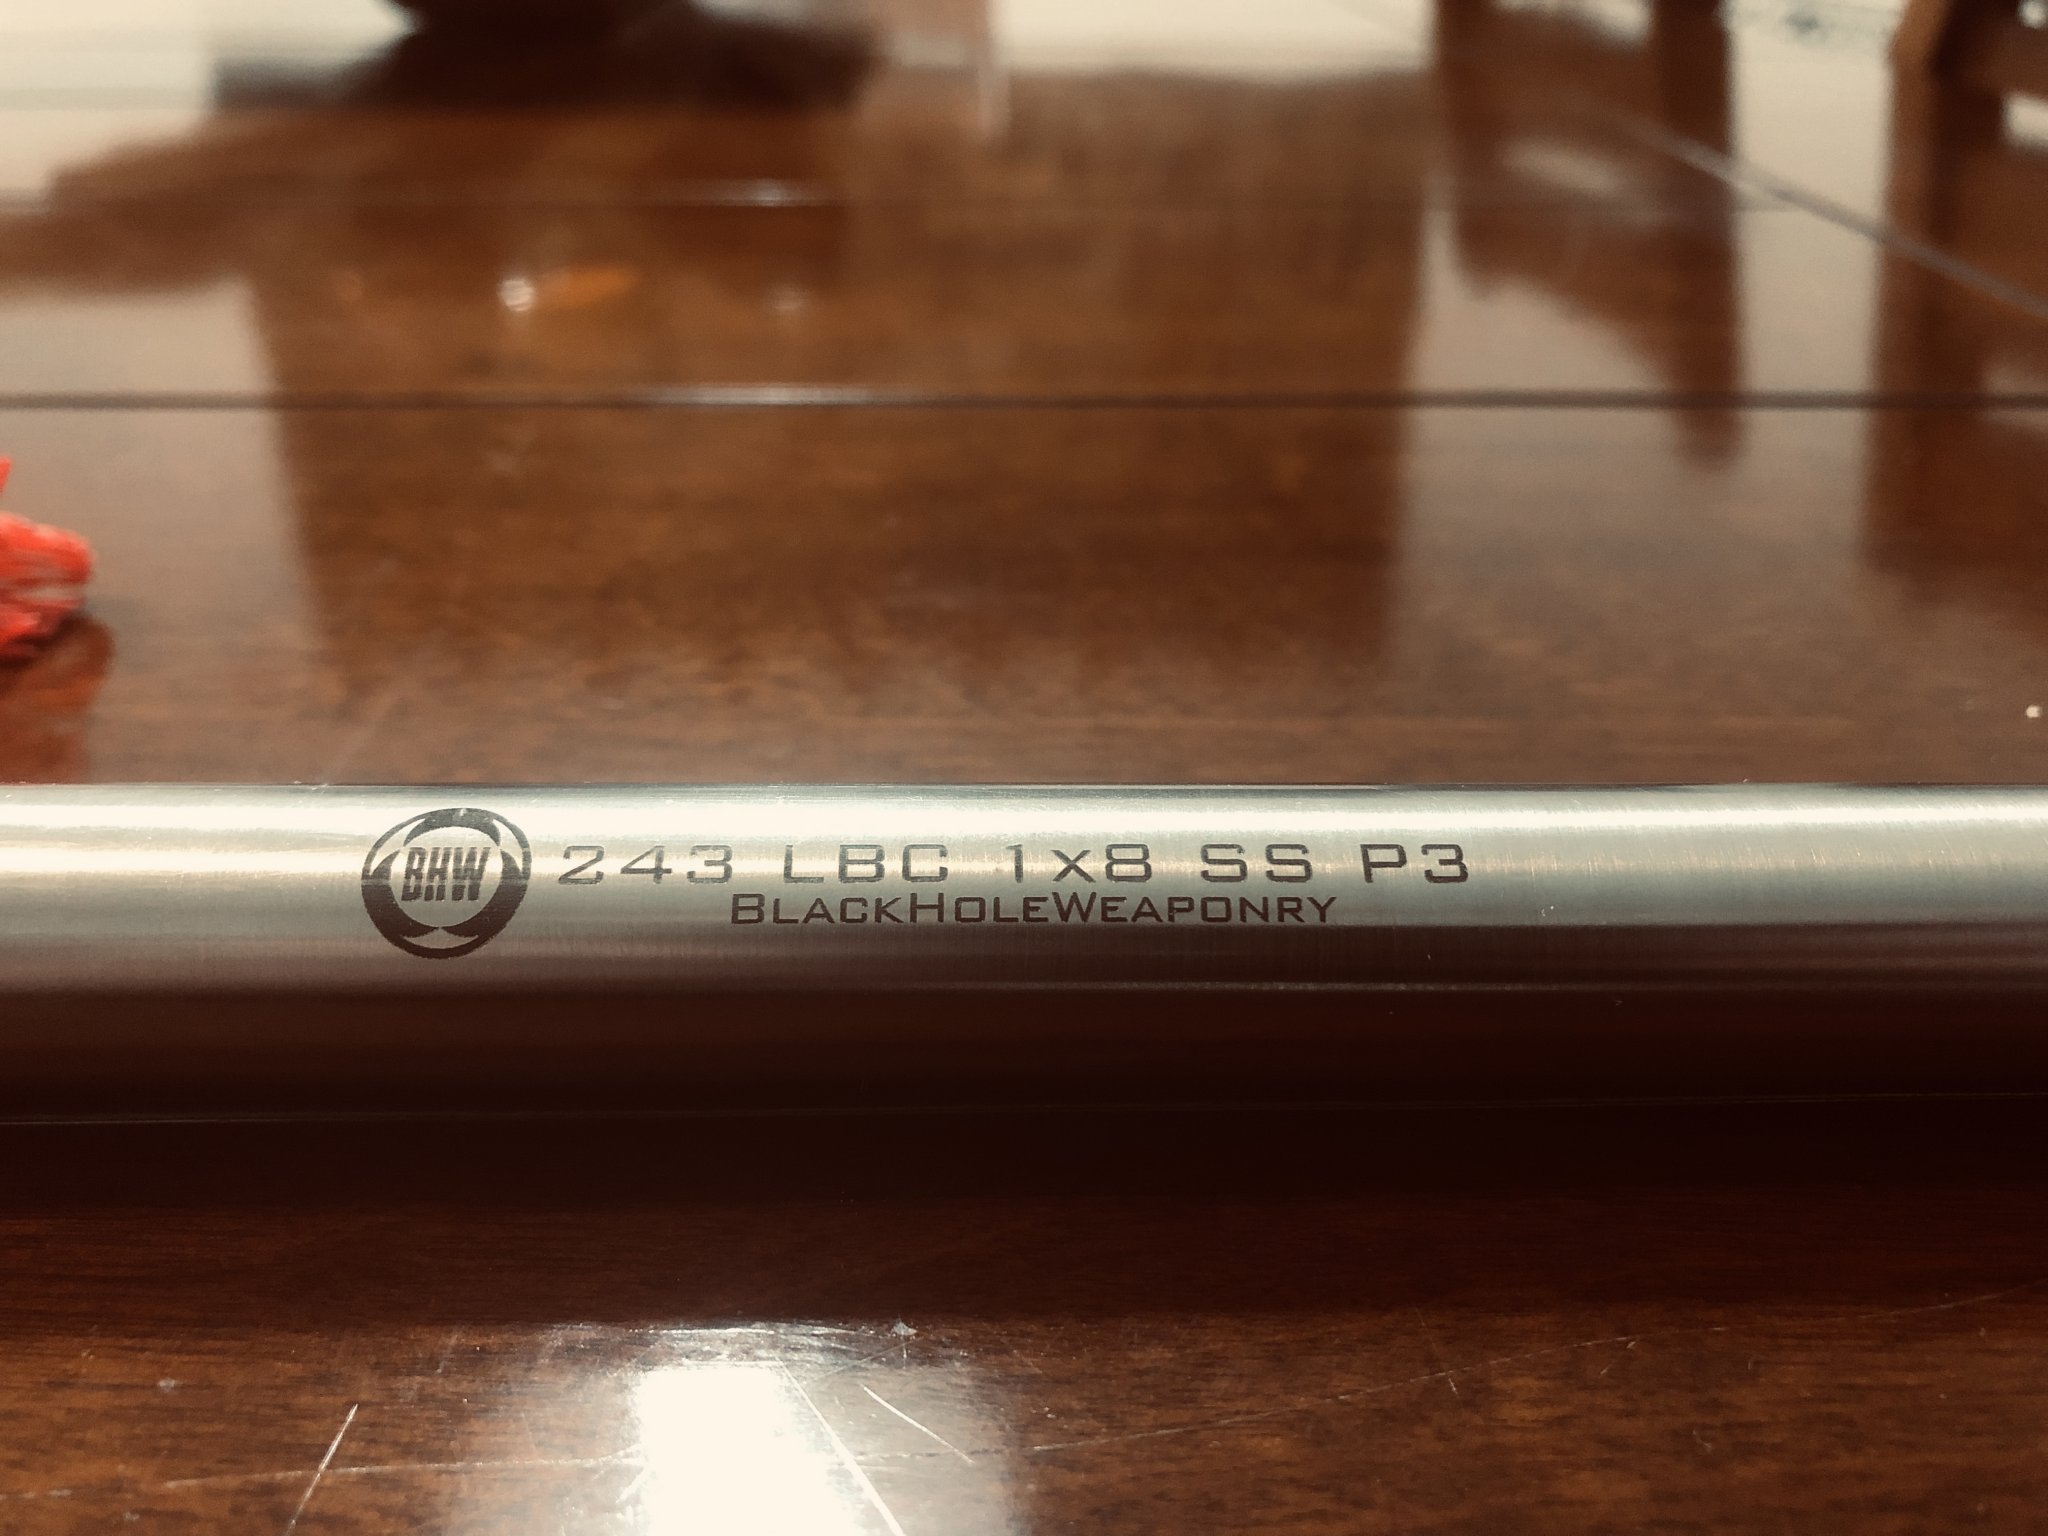 BHW 243 LBC 1x8 SS P3
BlackHoleWeaponry